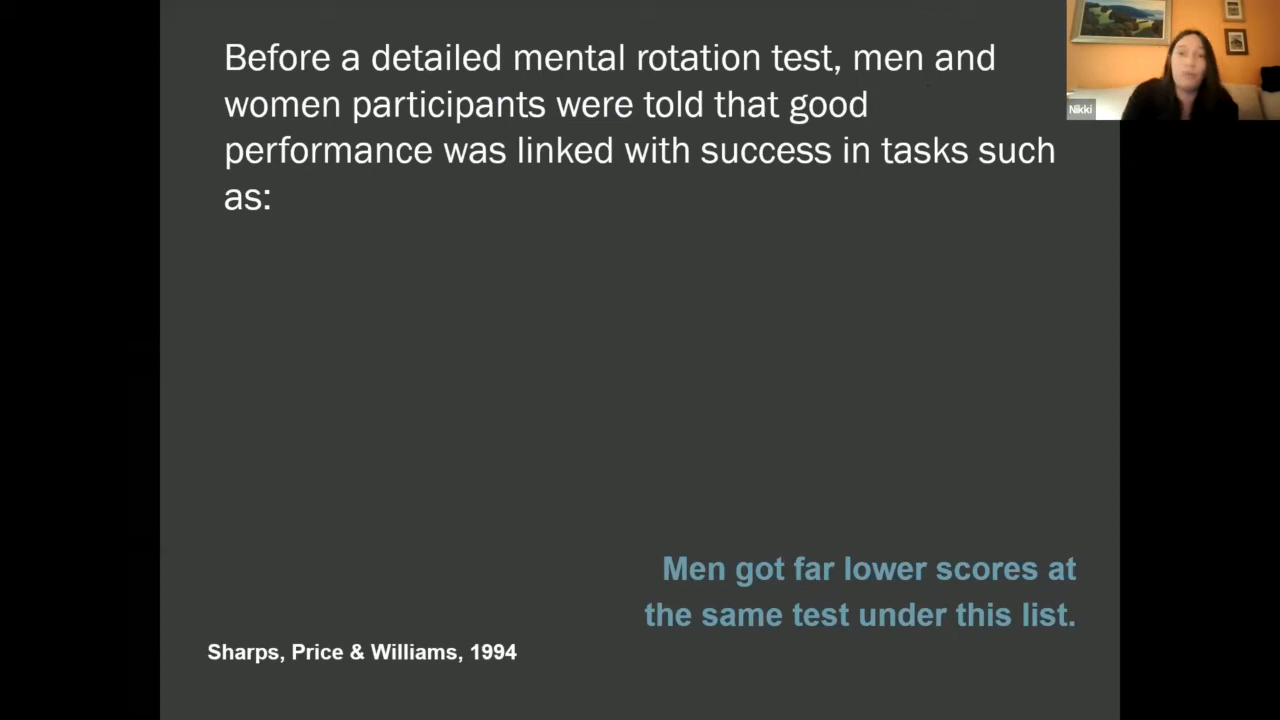 Before a detailed mental rotation test, men and
women participants were told that good
performance was linked with success in tasks such
as:
Nikki
Men got far lower scores at
the same test under this list.
Sharps, Price & Williams, 1994